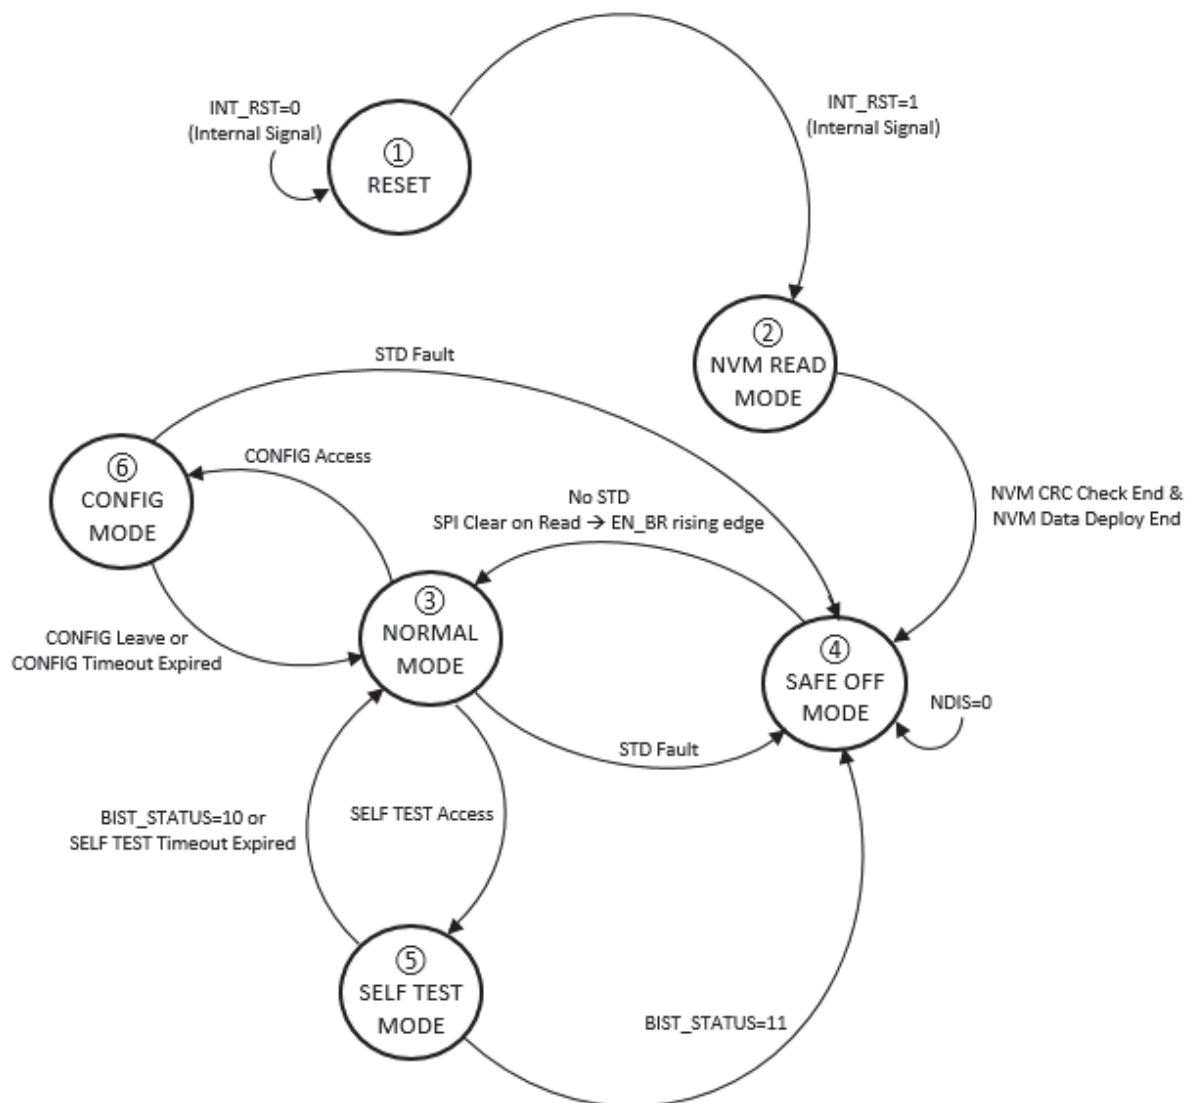 INT_RST=0
(Internal Signal)
①
RESET
INT_RST=1
(Internal Signal)
②
NVM READ
MODE
STD Fault
⑥
CONFIG
MODE
CONFIG Access
No STD
SPI Clear on Read → EN_BR rising edge
NVM CRC Check End &
NVM Data Deploy End
③
NORMAL
MODE
CONFIG Leave or
CONFIG Timeout Expired
④
SAFE OFF
MODE
NDIS=0
STD Fault
BIST_STATUS=10 or
SELF TEST Timeout Expired
SELF TEST Access
⑤
SELF TEST
MODE
BIST_STATUS=11